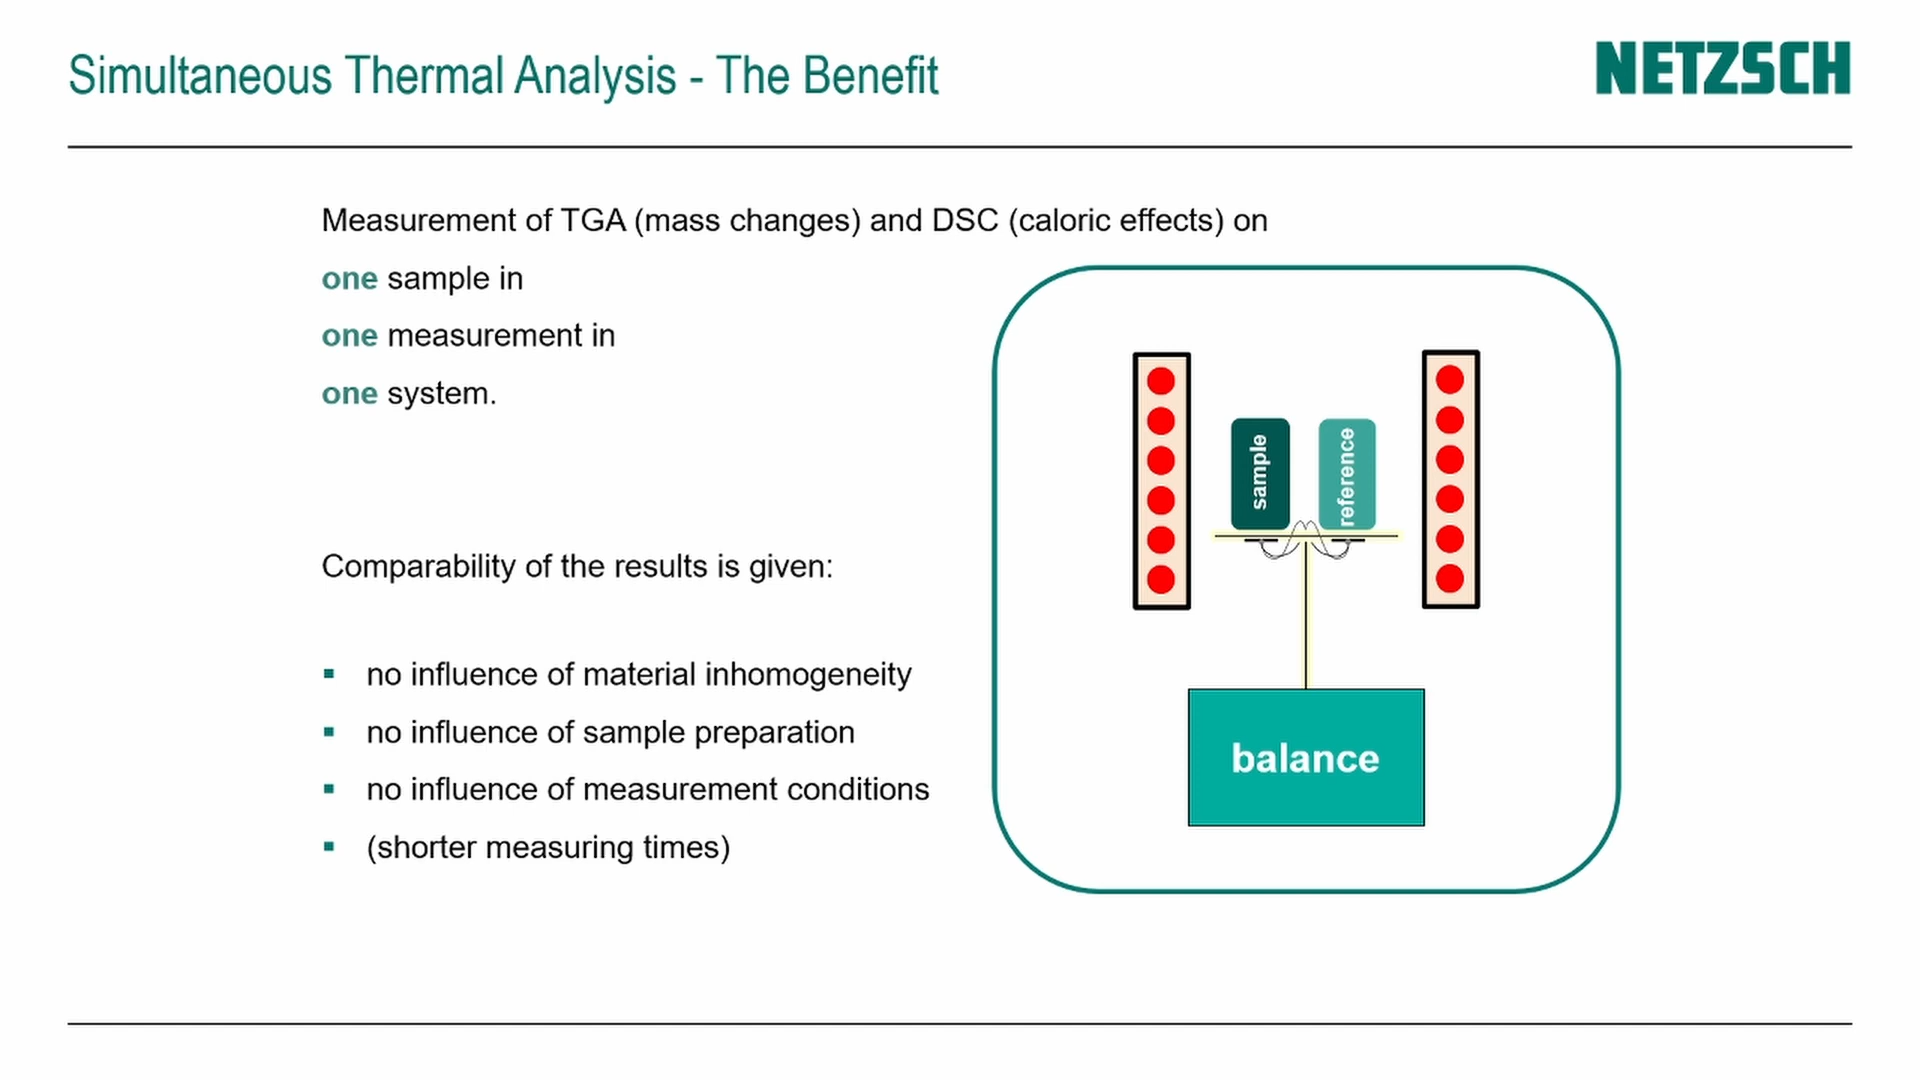 Simultaneous Thermal Analysis - The Benefit
NETZSCH
Measurement of TGA (mass changes) and DSC (caloric effects) on
one sample in
one measurement in
one system.
Comparability of the results is given:
▪ no influence of material inhomogeneity
▪ no influence of sample preparation
▪ no influence of measurement conditions
▪ (shorter measuring times)
sample
reference
balance